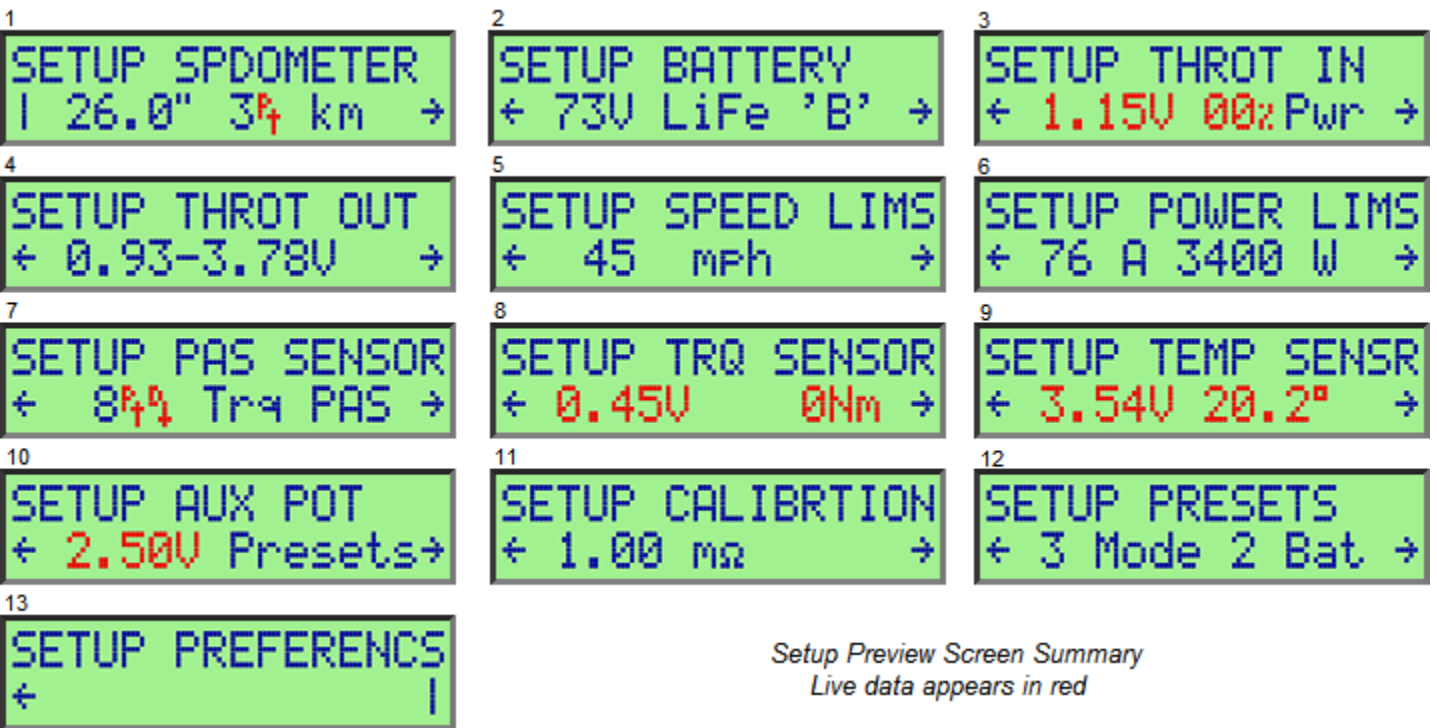 1
SETUP SPDOMETER
| 26.0" 3 km →
2
SETUP BATTERY
← 73V LiFe 'B' →
3
SETUP THROT IN
← 1.15V 00% Pwr →
4
SETUP THROT OUT
← 0.93-3.78V →
5
SETUP SPEED LIMS
← 45 mph →
6
SETUP POWER LIMS
← 76 A 3400 W →
7
SETUP PAS SENSOR
← 8 Trq PAS →
8
SETUP TRQ SENSOR
← 0.45V 0Nm →
9
SETUP TEMP SENSR
← 3.54V 20.2° →
10
SETUP AUX POT
← 2.50V Presets→
11
SETUP CALIBRTION
← 1.00 mΩ →
12
SETUP PRESETS
← 3 Mode 2 Bat →
13
SETUP PREFERENCS
← |
Setup Preview Screen Summary
Live data appears in red